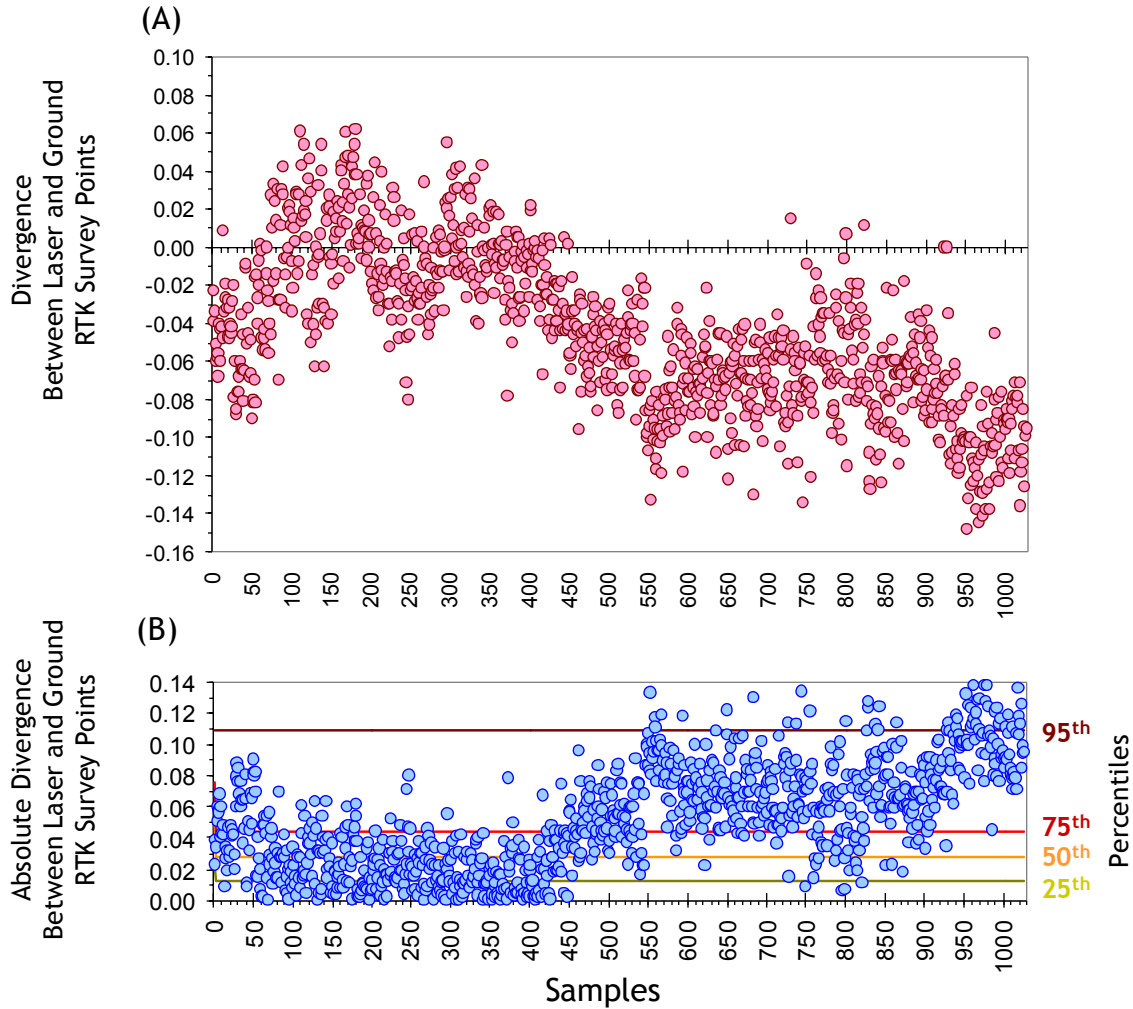 (A)
Divergence
Between Laser and Ground
RTK Survey Points
0.10
0.08
0.06
0.04
0.02
0.00
-0.02
-0.04
-0.06
-0.08
-0.10
-0.12
-0.14
-0.16
0 50 100 150 200 250 300 350 400 450 500 550 600 650 700 750 800 850 900 950 1000
(B)
Absolute Divergence
Between Laser and Ground
RTK Survey Points
0.14
0.12
0.10
0.08
0.06
0.04
0.02
0.00
95th
75th
50th
25th
Percentiles
0 50 100 150 200 250 300 350 400 450 500 550 600 650 700 750 800 850 900 950 1000
Samples